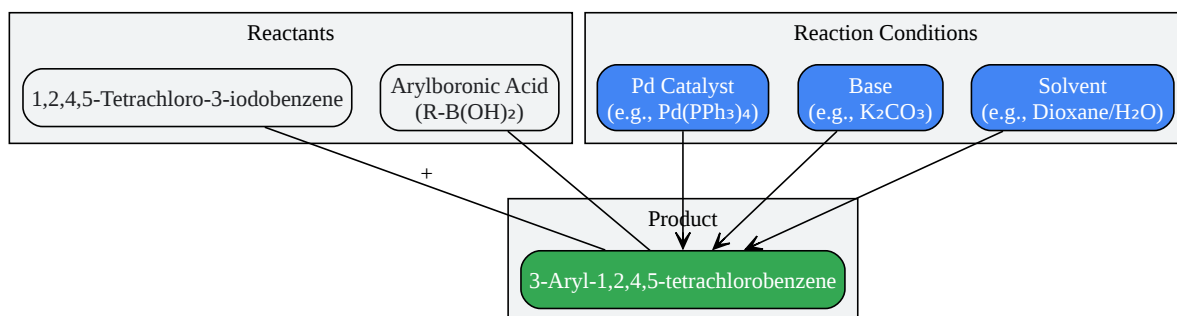 Reactants
Reaction Conditions
1,2,4,5-Tetrachloro-3-iodobenzene
Arylboronic Acid
(R-B(OH)₂)
Pd Catalyst
(e.g., Pd(PPh₃)₄)
Base
(e.g., K₂CO₃)
Solvent
(e.g., Dioxane/H₂O)
+
Product
3-Aryl-1,2,4,5-tetrachlorobenzene